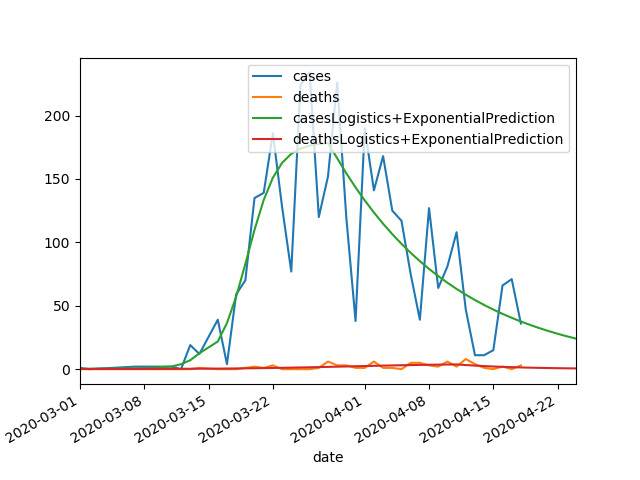 cases
deaths
casesLogistics+ExponentialPrediction
deathsLogistics+ExponentialPrediction
200
150
100
50
0
2020-03-01
2020-03-08
2020-03-15
2020-03-22
2020-04-01
2020-04-08
2020-04-15
2020-04-22
date